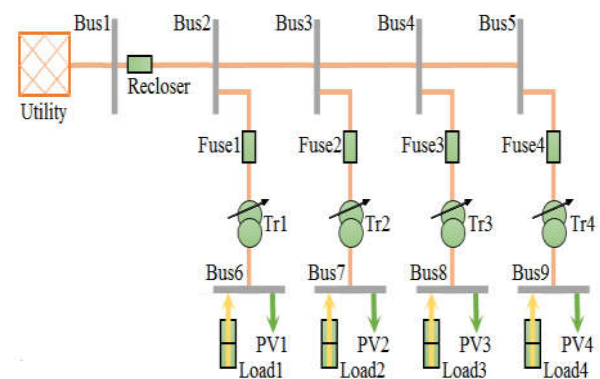 Bus1 Bus2 Bus3 Bus4 Bus5
Recloser
Utility
Fuse1 Fuse2 Fuse3 Fuse4
Tr1 Tr2 Tr3 Tr4
Bus6 Bus7 Bus8 Bus9
PV1 PV2 PV3 PV4
Load1 Load2 Load3 Load4